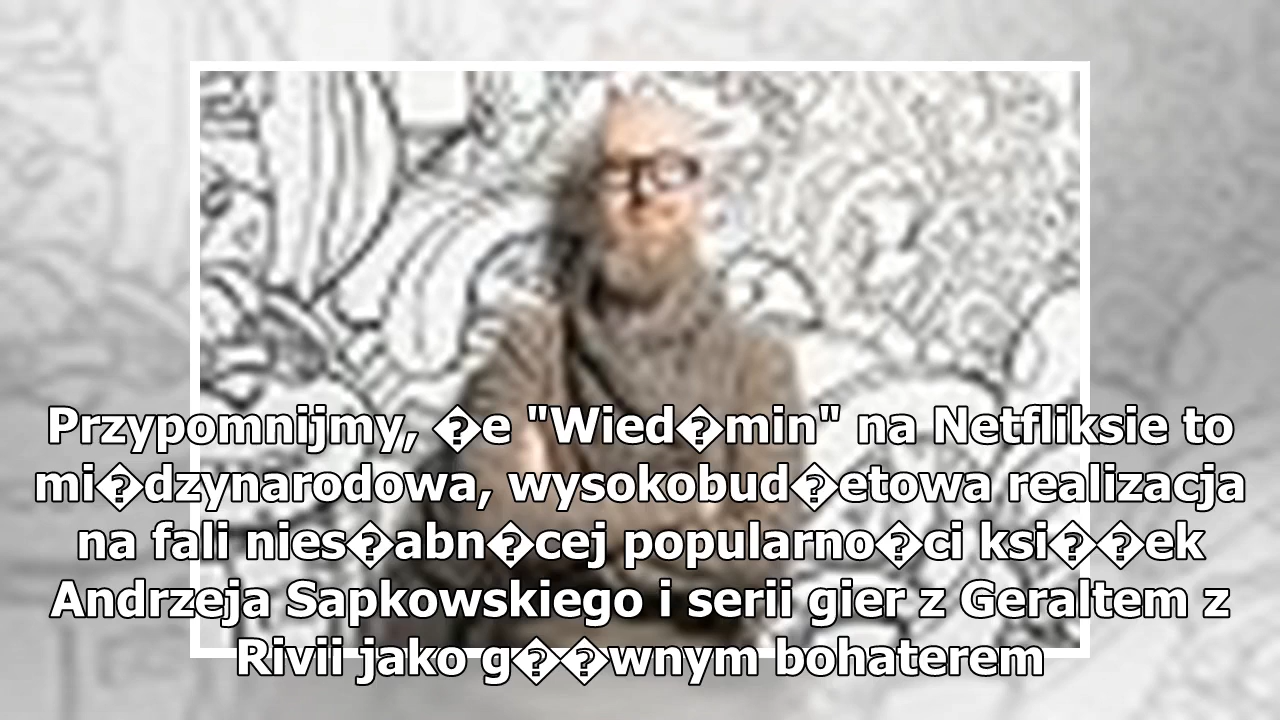 Przypomnijmy, �e "Wied�min" na Netfliksie to
mi�dzynarodowa, wysokobud�etowa realizacja
na fali nies�abn�cej popularno�ci ksi��ek
Andrzeja Sapkowskiego i serii gier z Geraltem z
Rivii jako g��wnym bohaterem